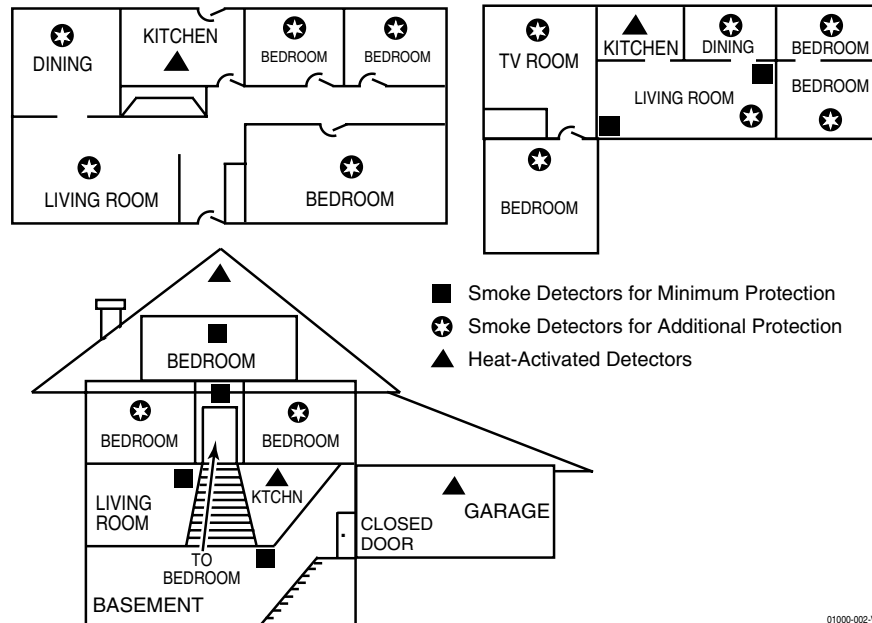 DINING
KITCHEN
BEDROOM
BEDROOM
LIVING ROOM
BEDROOM
TV ROOM
KITCHEN
DINING
BEDROOM
LIVING ROOM
BEDROOM
BEDROOM
Smoke Detectors for Minimum Protection
Smoke Detectors for Additional Protection
Heat-Activated Detectors
BEDROOM
BEDROOM
BEDROOM
LIVING
ROOM
KTCHN
CLOSED
DOOR
GARAGE
TO
BEDROOM
BASEMENT